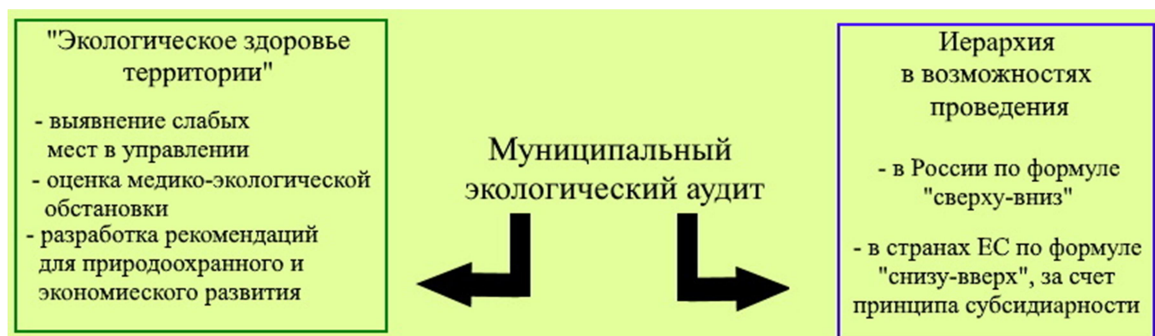 "Экологическое здоровье
территории"
- выявнение слабых
мест в управлении
- оценка медико-экологической
обстановки
- разработка рекомендаций
для природоохранного и
экономиеского развития
Муниципальный
экологический аудит
Иерархия
в возможностях
проведения
- в России по формуле
"сверху-вниз"
- в странах ЕС по формуле
"снизу-вверх", за счет
принципа субсидиарности